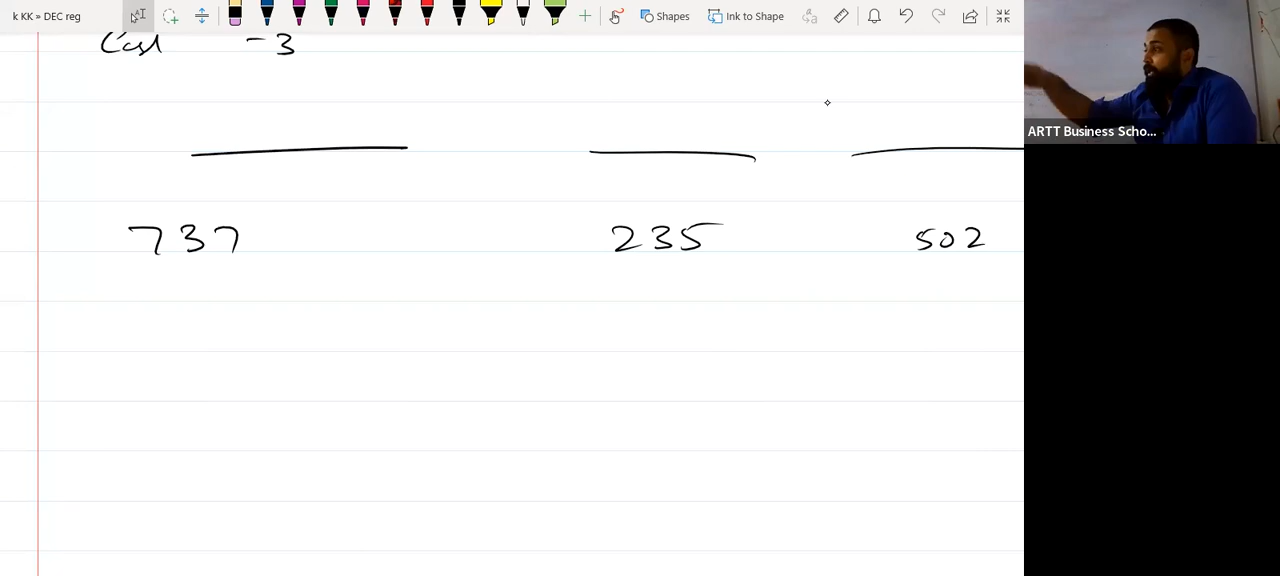 k KK » DEC reg
Shapes
Ink to Shape
Cost -3
ARTT Business Scho...
737 235 502